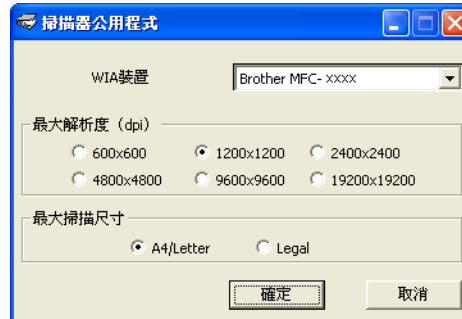 掃描器公用程式
WIA裝置 Brother MFC- xxxx
最大解析度（dpi）
600x600 1200x1200 2400x2400
4800x4800 9600x9600 19200x19200
最大掃描尺寸
A4/Letter Legal
確定 取消